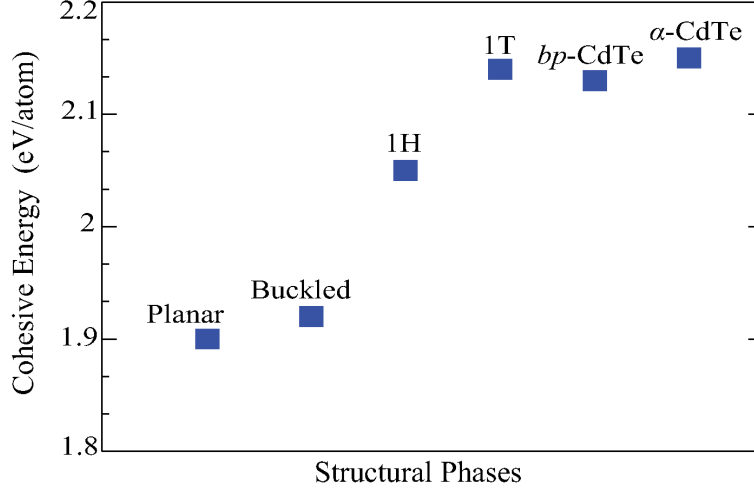 2.2
2.1
2
1.9
1.8
Cohesive Energy (eV/atom)
Planar
Buckled
1H
1T
bp-CdTe
α-CdTe
Structural Phases